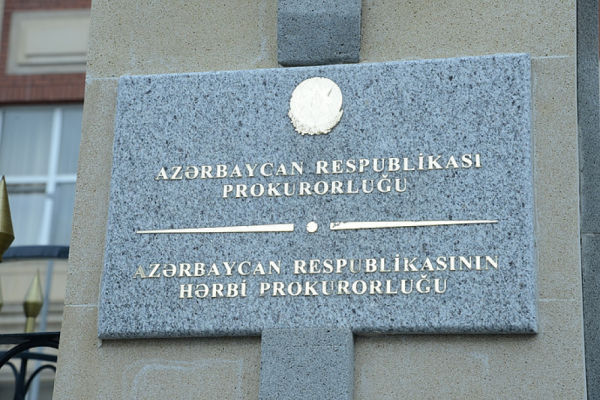 AZƏRBAYCAN RESPUBLİKASI
PROKURORLUĞU
AZƏRBAYCAN RESPUBLİKASININ
HƏRBİ PROKURORLUĞU